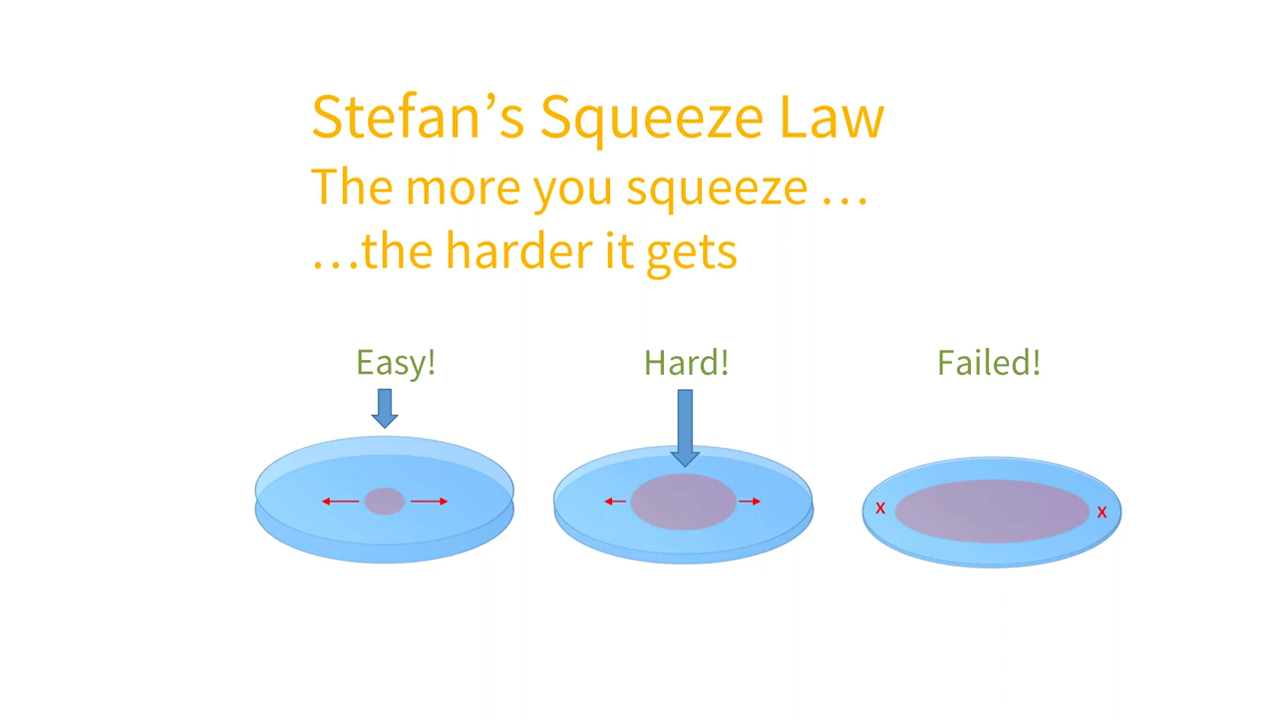 Stefan’s Squeeze Law
The more you squeeze …
…the harder it gets
Easy!
Hard!
Failed!
x
x